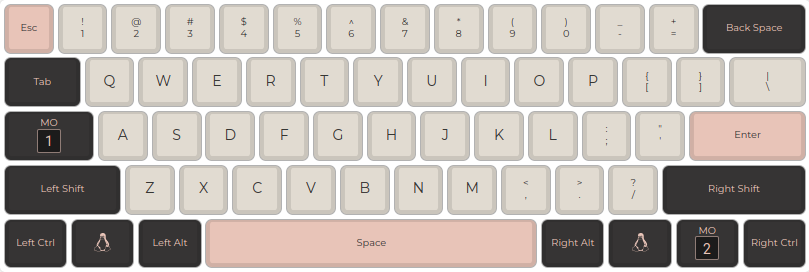 Esc ! @ # $ % ^ & * ( ) _ +
1 2 3 4 5 6 7 8 9 0 - = Back Space
Tab Q W E R T Y U I O P { } |
[ ] \
MO
1 A S D F G H J K L : " Enter
; '
Left Shift Z X C V B N M < > ? Right Shift
, . /
Left Ctrl Left Alt Space Right Alt MO Right Ctrl
2